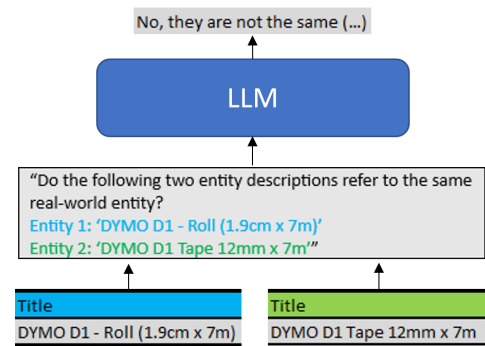 No, they are not the same (…)
LLM
“Do the following two entity descriptions refer to the same
real-world entity?
Entity 1: ‘DYMO D1 - Roll (1.9cm x 7m)’
Entity 2: ‘DYMO D1 Tape 12mm x 7m’”
Title
DYMO D1 - Roll (1.9cm x 7m)
Title
DYMO D1 Tape 12mm x 7m